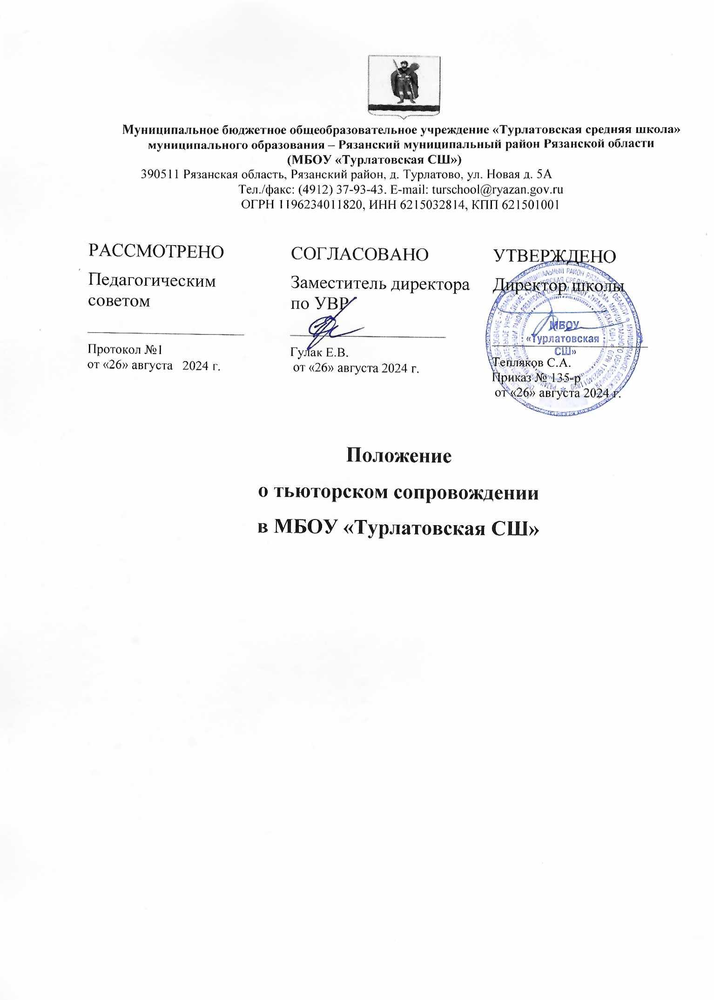 Муниципальное бюджетное общеобразовательное учреждение «Турлатовская средняя школа»
муниципального образования – Рязанский муниципальный район Рязанской области
(МБОУ «Турлатовская СШ»)
390511 Рязанская область, Рязанский район, д. Турлатово, ул. Новая д. 5А
Тел./факс: (4912) 37-93-43. E-mail: turschool@ryazan.gov.ru
ОГРН 1196234011820, ИНН 6215032814, КПП 621501001
РАССМОТРЕНО
Педагогическим
советом
Протокол №1
от «26» августа 2024 г.
СОГЛАСОВАНО
Заместитель директора
по УВР
Гулак Е.В.
от «26» августа 2024 г.
УТВЕРЖДЕНО
Директор школы
МБОУ
«Турлатовская
СШ»
Тепляков С.А.
Приказ № 135-р
от «26» августа 2024 г.
Положение
о тьюторском сопровождении
в МБОУ «Турлатовская СШ»